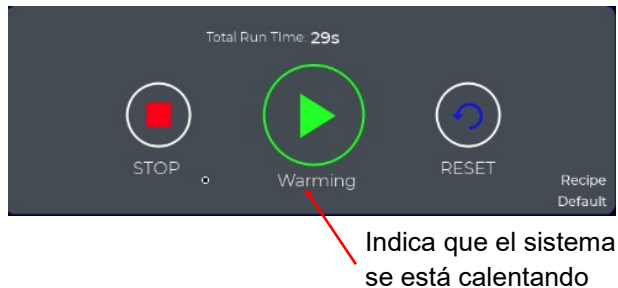 Total Run TIme: 29s
STOP
Warming
RESET
Recipe
Default
Indica que el sistema
se está calentando